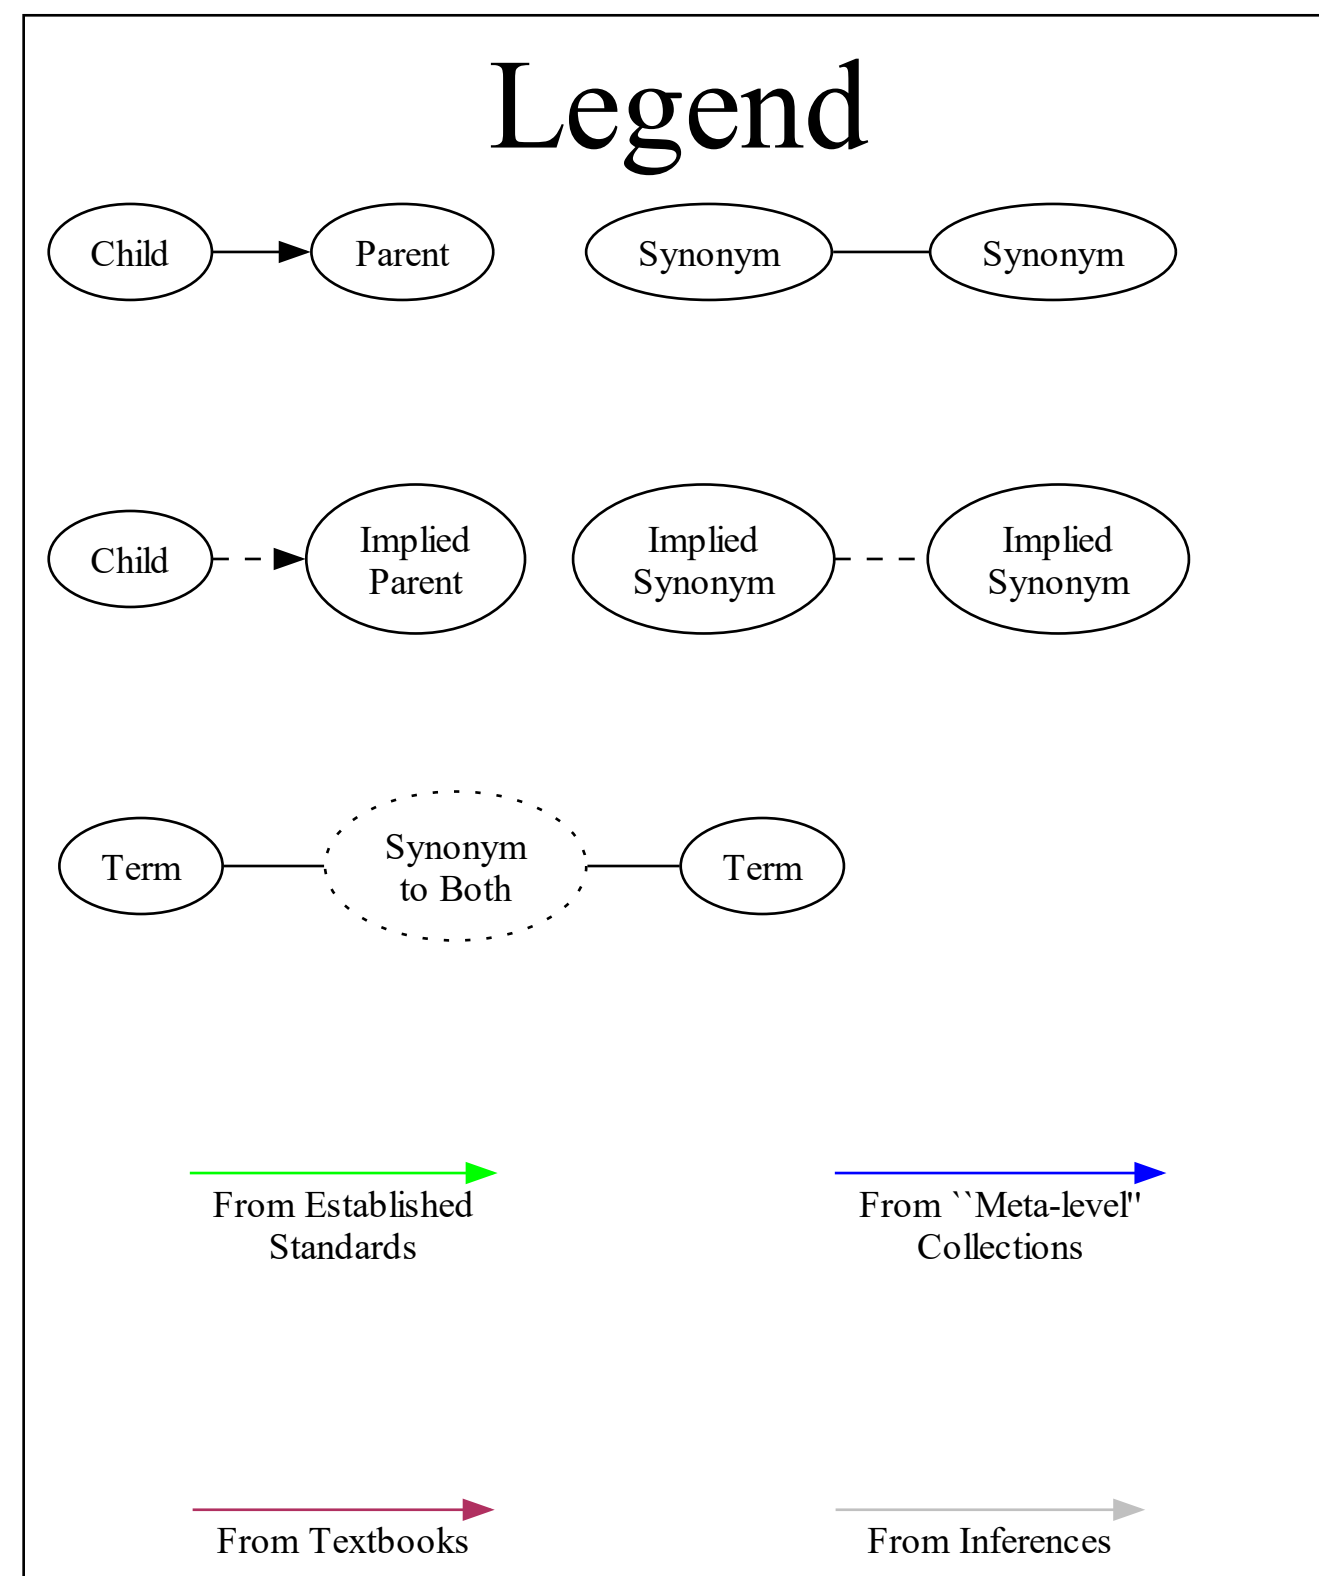 Legend
Child
Parent
Synonym
Synonym
Child
Implied
Parent
Implied
Synonym
Implied
Synonym
Term
Synonym
to Both
Term
From Established
Standards
From ``Meta-level"
Collections
From Textbooks
From Inferences